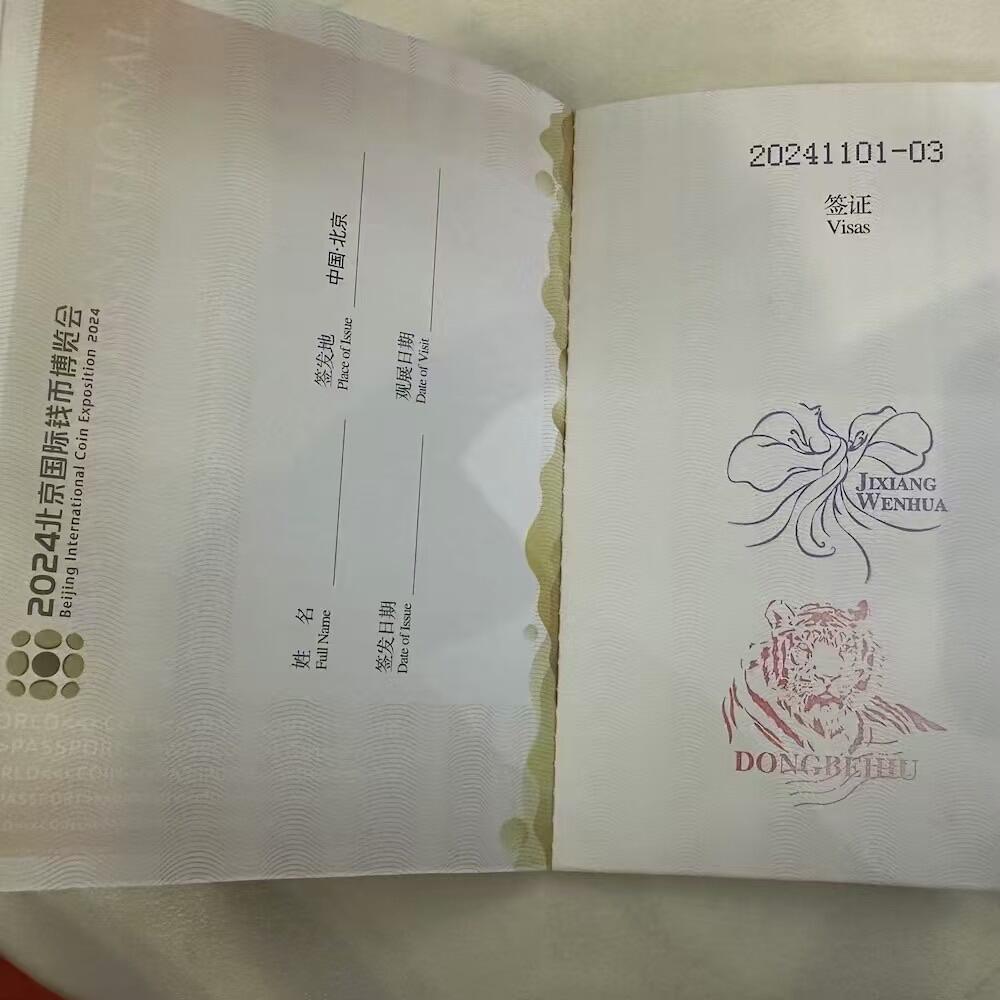 2024北京国际钱币博览会
Beijing International Coin Exposition 2024
姓 名
Full Name
签发地
Place of Issue
中国·北京
签发日期
Date of Issue
观展日期
Date of Visit
20241101-03
签证
Visas
JIXIANG
WENHUA
DONGBEIHU